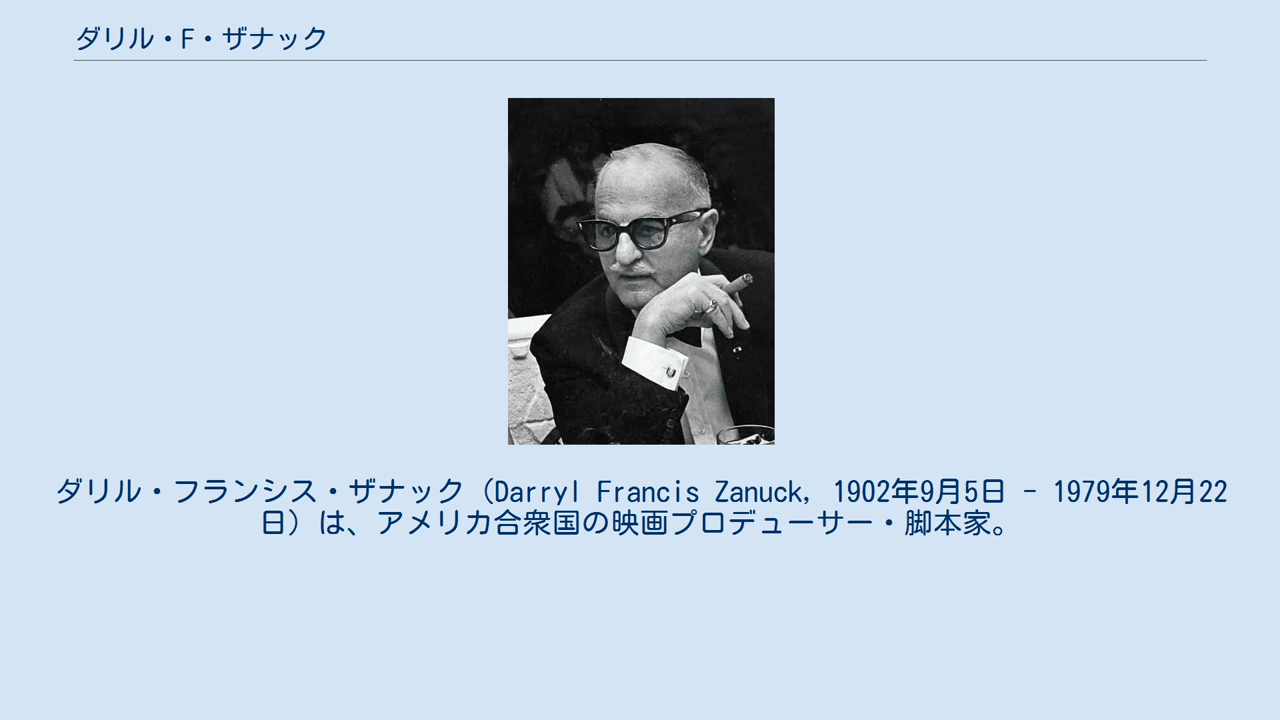 ダリル・F・ザナック
ダリル・フランシス・ザナック（Darryl Francis Zanuck, 1902年9月5日 - 1979年12月22
日）は、アメリカ合衆国の映画プロデューサー・脚本家。